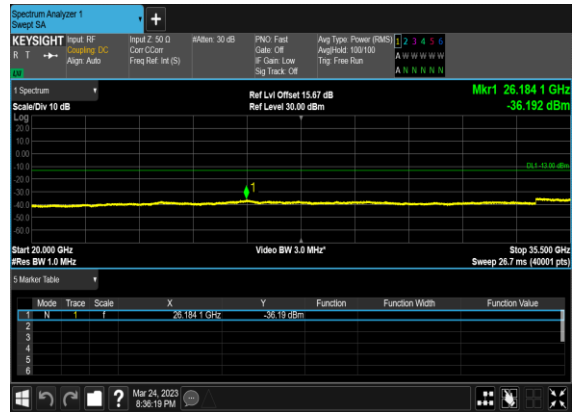 Spectrum Analyzer 1
Swept SA
+
KEYSIGHT Input: RF Input Z: 50 Ω #Atten: 30 dB PNO: Fast Avg Type: Power (RMS) 1 2 3 4 5 6
R T Coupling: DC Corr CCorr Gate: Off Avg|Hold: 100/100 A W W W W W
Align: Auto Freq Ref: Int (S) IF Gain: Low Trig: Free Run
Sig Track: Off A N N N N N
1 Spectrum
Ref Lvl Offset 15.67 dB Mkr1 26.184 1 GHz
Scale/Div 10 dB Ref Level 30.00 dBm -36.192 dBm
Log
20.0
10.0
0.00
-10.0
DL1 -13.00 dBm
-20.0
-30.0
1
-40.0
-50.0
-60.0
Start 20.000 GHz Video BW 3.0 MHz* Stop 35.500 GHz
#Res BW 1.0 MHz Sweep 26.7 ms (40001 pts)
5 Marker Table
Mode Trace Scale X Y Function Function Width Function Value
1 N 1 f 26.184 1 GHz -36.19 dBm
2
3
4
5
6
? Mar 24, 2023
8:36:19 PM